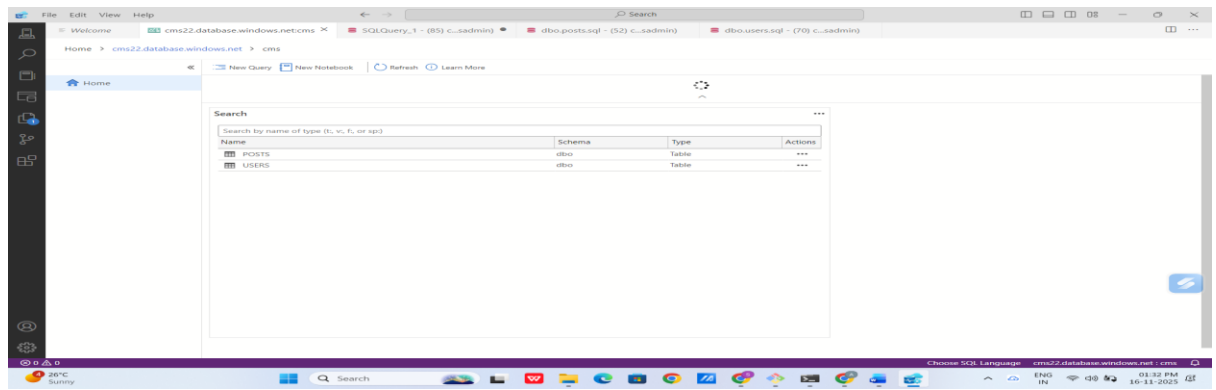 File Edit View Help
Search
Welcome
cms22.database.windows.net:cms
SQLQuery_1 - (85) c...sadmin)
dbo.posts.sql - (52) c...sadmin)
dbo.users.sql - (70) c...sadmin)
Home > cms22.database.windows.net > cms
New Query New Notebook Refresh Learn More
Home
Search
Search by name of type (t:, v:, f:, or sp:)
Name Schema Type Actions
POSTS dbo Table
USERS dbo Table
0 0
Choose SQL Language cms22.database.windows.net : cms
26°C
Sunny
Search
ENG
IN
01:32 PM
16-11-2025